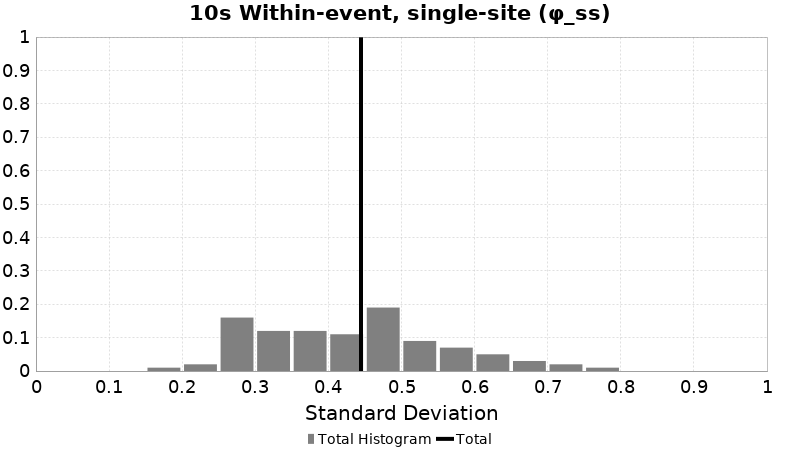 10s Within-event, single-site (φ_ss)
1
0.9
0.8
0.7
0.6
0.5
0.4
0.3
0.2
0.1
0
0 0.1 0.2 0.3 0.4 0.5 0.6 0.7 0.8 0.9 1
Standard Deviation
Total Histogram Total